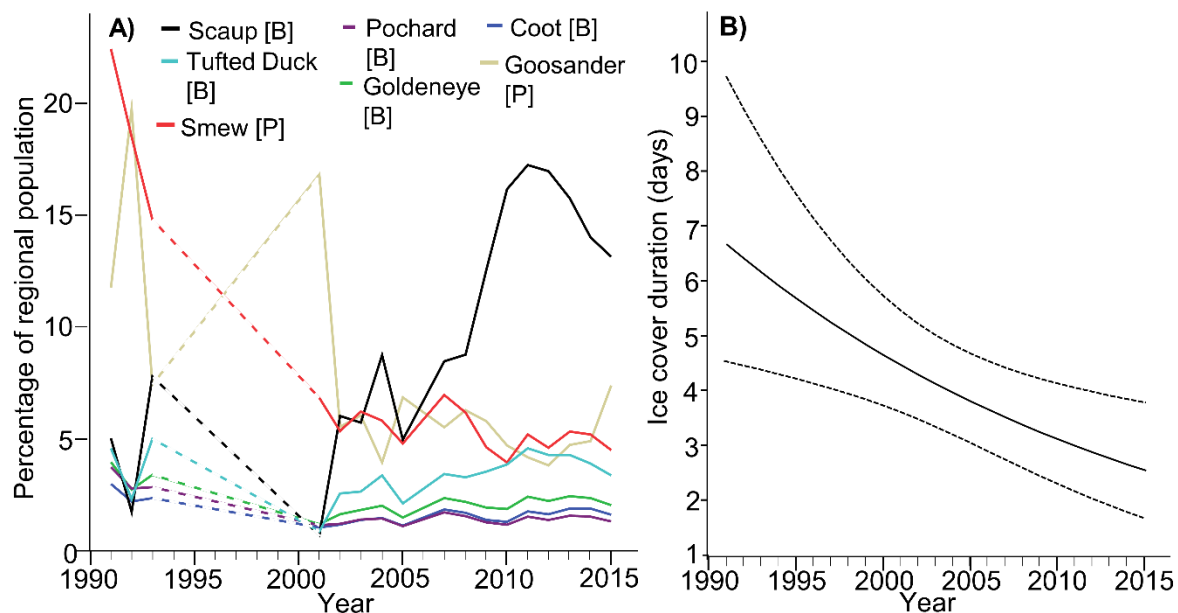 A)
Scaup [B]
Tufted Duck
[B]
Smew [P]
Pochard
[B]
Goldeneye
[B]
Coot [B]
Goosander
[P]
Percentage of regional population
20
15
10
5
0
1990
1995
2000
2005
2010
2015
Year
B)
Ice cover duration (days)
10
9
8
7
6
5
4
3
2
1
1990
1995
2000
2005
2010
2015
Year